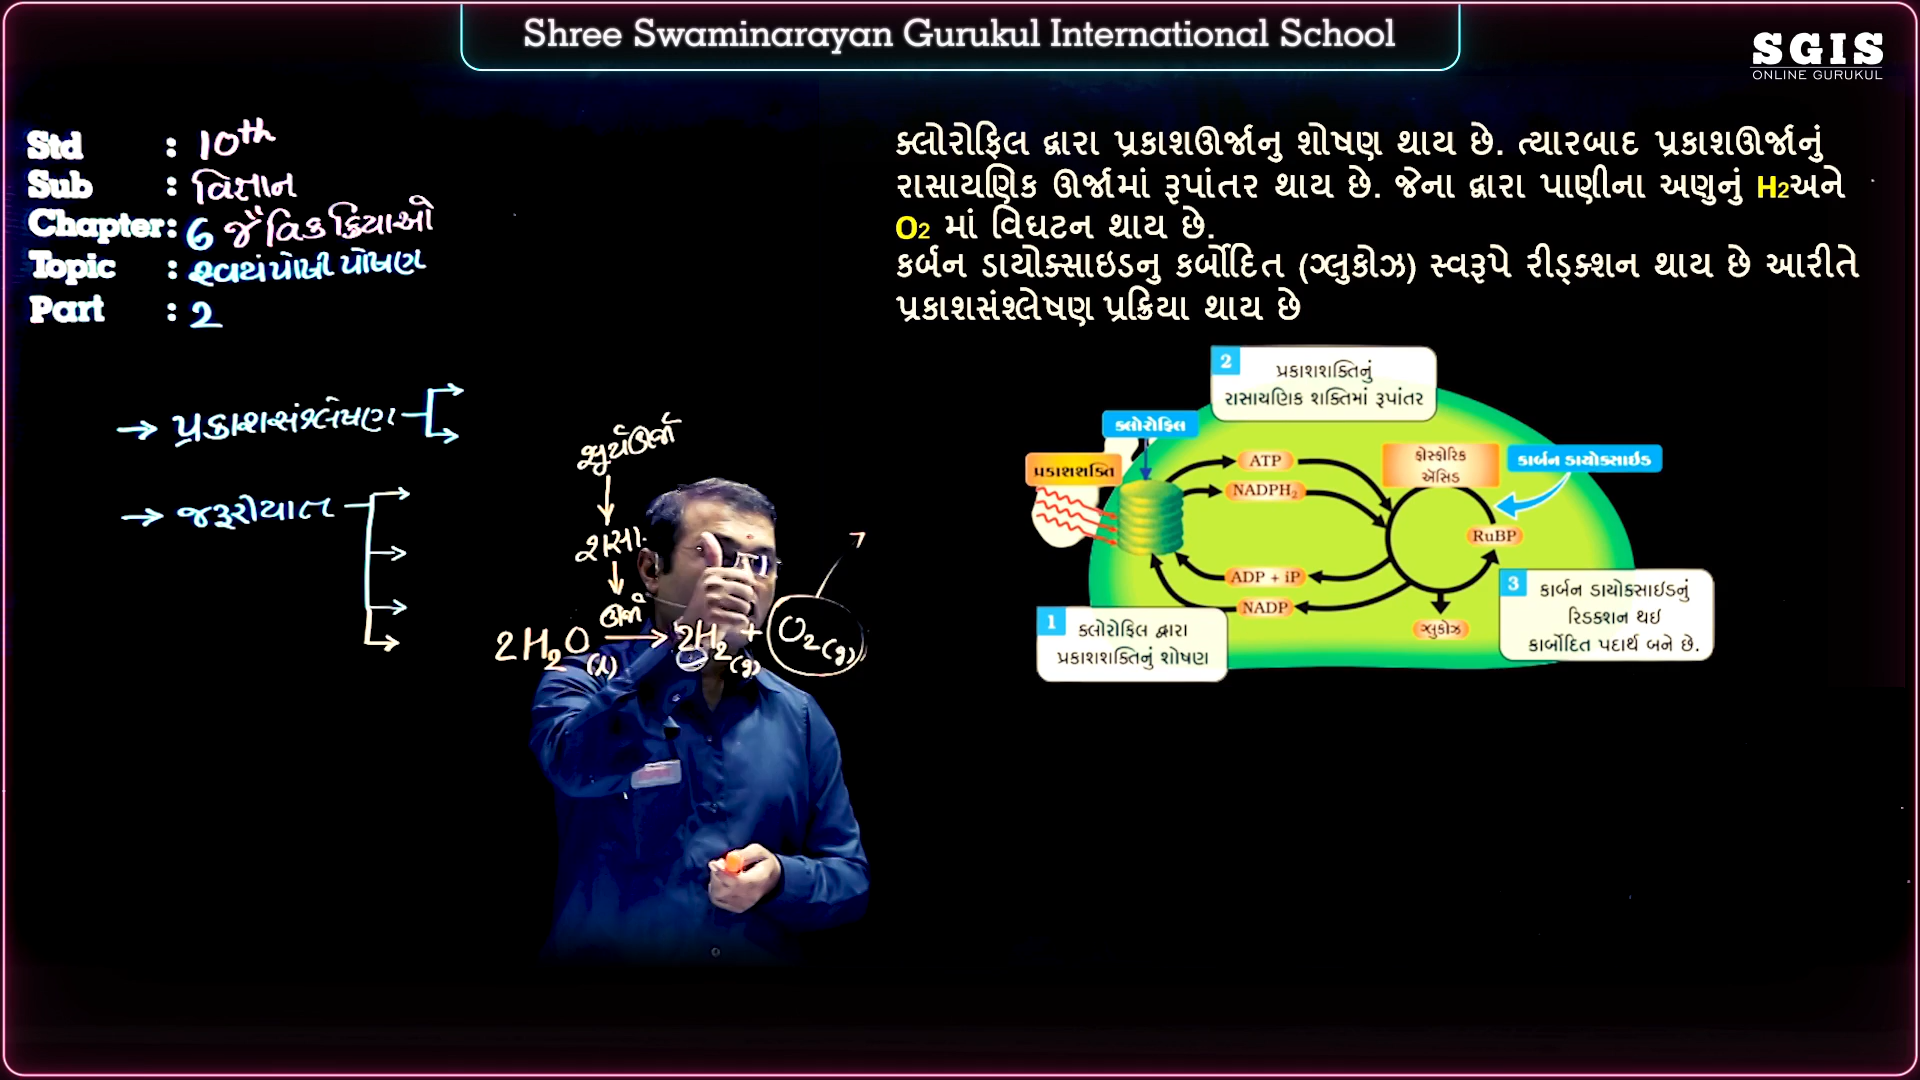 Shree Swaminarayan Gurukul International School
SGIS
ONLINE GURUKUL
Std : 10th
Sub : વિજ્ઞાન
Chapter: 6 જૈવિક ક્રિયાઓ
Topic : સ્વયંપોષી પોષણ
Part : 2
→ પ્રકાશસંશ્લેષણ
→ જરૂરીયાત
સૂર્યઊર્જા
રાસા.
ઊર્જા
2H2O(l) → 2H2(g) + O2(g)
ક્લોરોફિલ દ્વારા પ્રકાશઊર્જાનુ શોષણ થાય છે. ત્યારબાદ પ્રકાશઊર્જાનું
રાસાયણિક ઊર્જામાં રૂપાંતર થાય છે. જેના દ્વારા પાણીના અણુનું H2અને
O2 માં વિઘટન થાય છે.
કર્બન ડાયોક્સાઇડનુ કર્બોદિત (ગ્લુકોઝ) સ્વરૂપે રીડ્ક્શન થાય છે આરીતે
પ્રકાશસંશ્લેષણ પ્રક્રિયા થાય છે
2 પ્રકાશશક્તિનું
રાસાયણિક શક્તિમાં રૂપાંતર
ક્લોરોફિલ
પ્રકાશશક્તિ
ATP
NADPH2
ફોસ્ફોરિક
ઍસિડ
કાર્બન ડાયોક્સાઇડ
RuBP
ADP + iP
NADP
ગ્લુકોઝ
1 ક્લોરોફિલ દ્વારા
પ્રકાશશક્તિનું શોષણ
3 કાર્બન ડાયોક્સાઈડનું
રિડક્શન થઈ
કાર્બોદિત પદાર્થ બને છે.